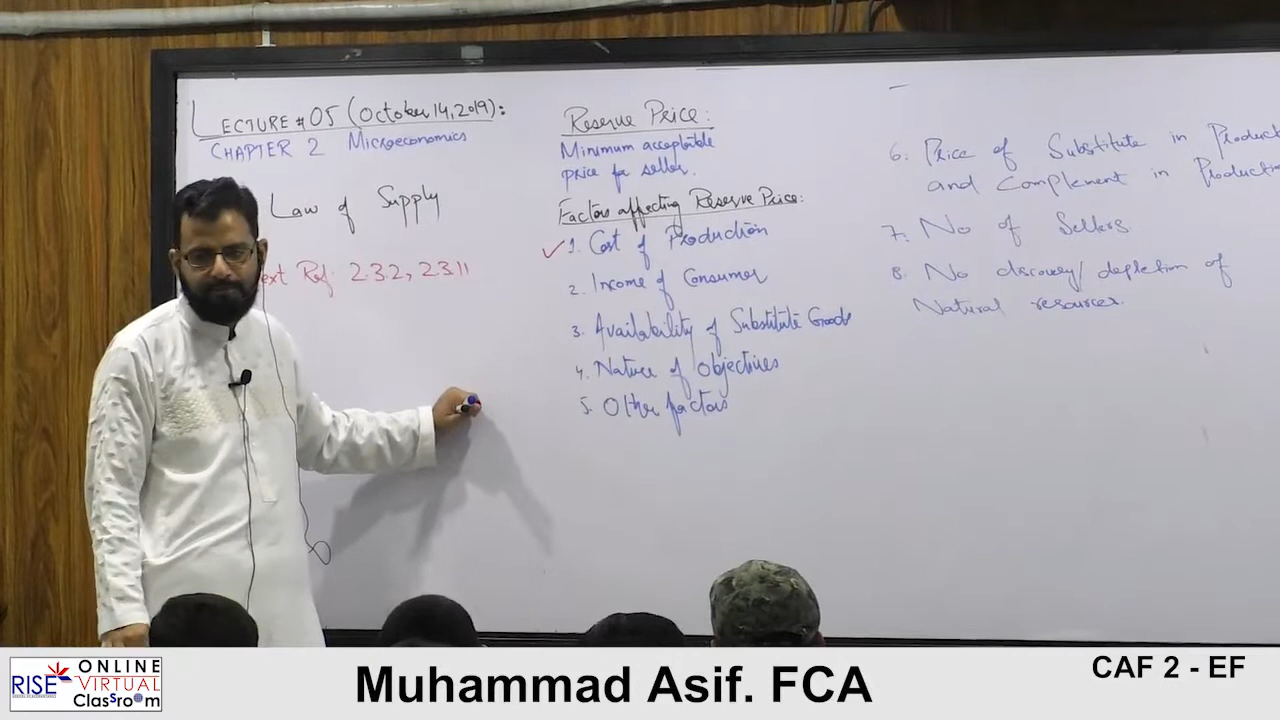 LECTURE # 05 (October 14, 2019):
CHAPTER 2 Microeconomics
Law of Supply
ext Ref: 2.3.2, 2.3.11
Reserve Price:
Minimum acceptable
price for seller.
Factors affecting Reserve Price:
1. Cost of Production
2. Income of Consumer
3. Availability of Substitute Goods
4. Nature of Objectives
5. Other factors
6. Price of Substitute in Product
and Complement in Productio
7. No of Sellers
8. No discovery/depletion of
Natural resources.
RISE
ONLINE
VIRTUAL
Classroom
Muhammad Asif. FCA
CAF 2 - EF